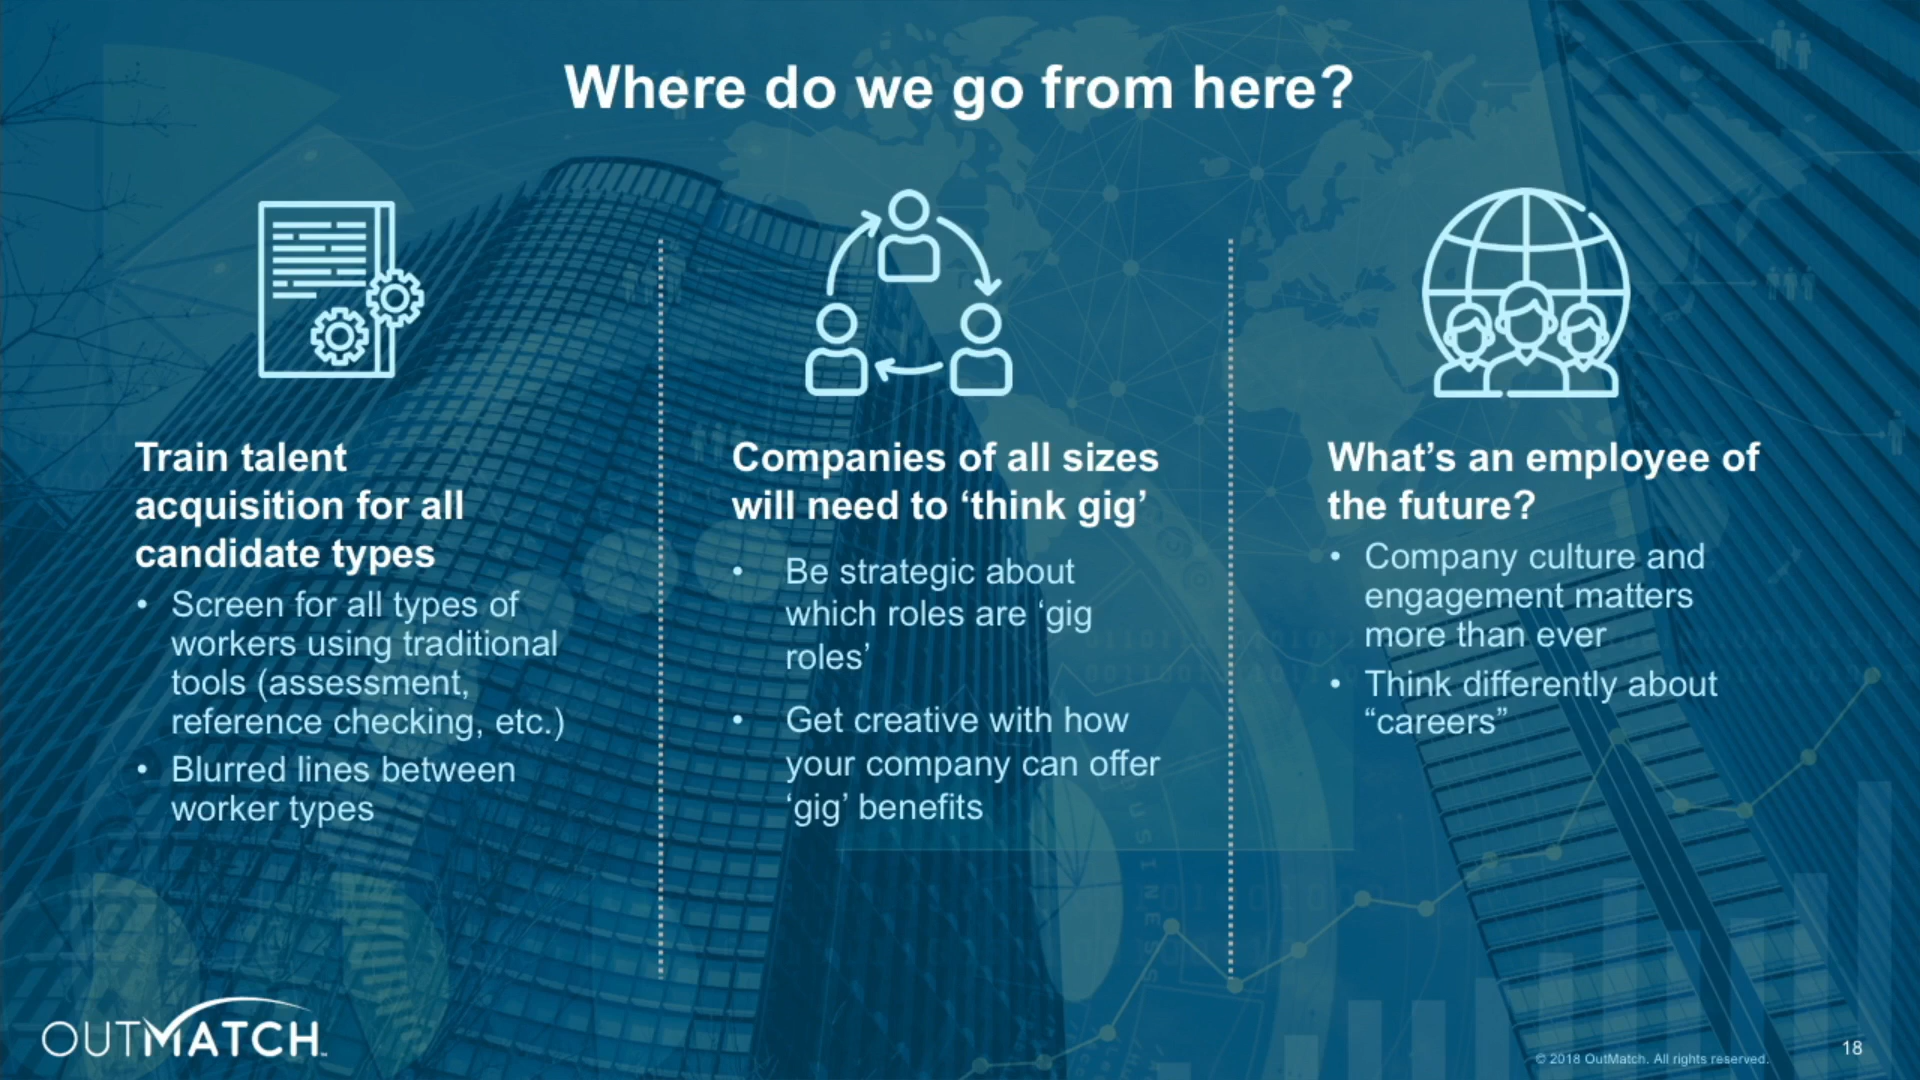 Where do we go from here?
Train talent
acquisition for all
candidate types
• Screen for all types of
workers using traditional
tools (assessment,
reference checking, etc.)
• Blurred lines between
worker types
Companies of all sizes
will need to ‘think gig’
• Be strategic about
which roles are ‘gig
roles’
• Get creative with how
your company can offer
‘gig’ benefits
What’s an employee of
the future?
• Company culture and
engagement matters
more than ever
• Think differently about
“careers”
OUTMATCH™
© 2018 OutMatch. All rights reserved.
18